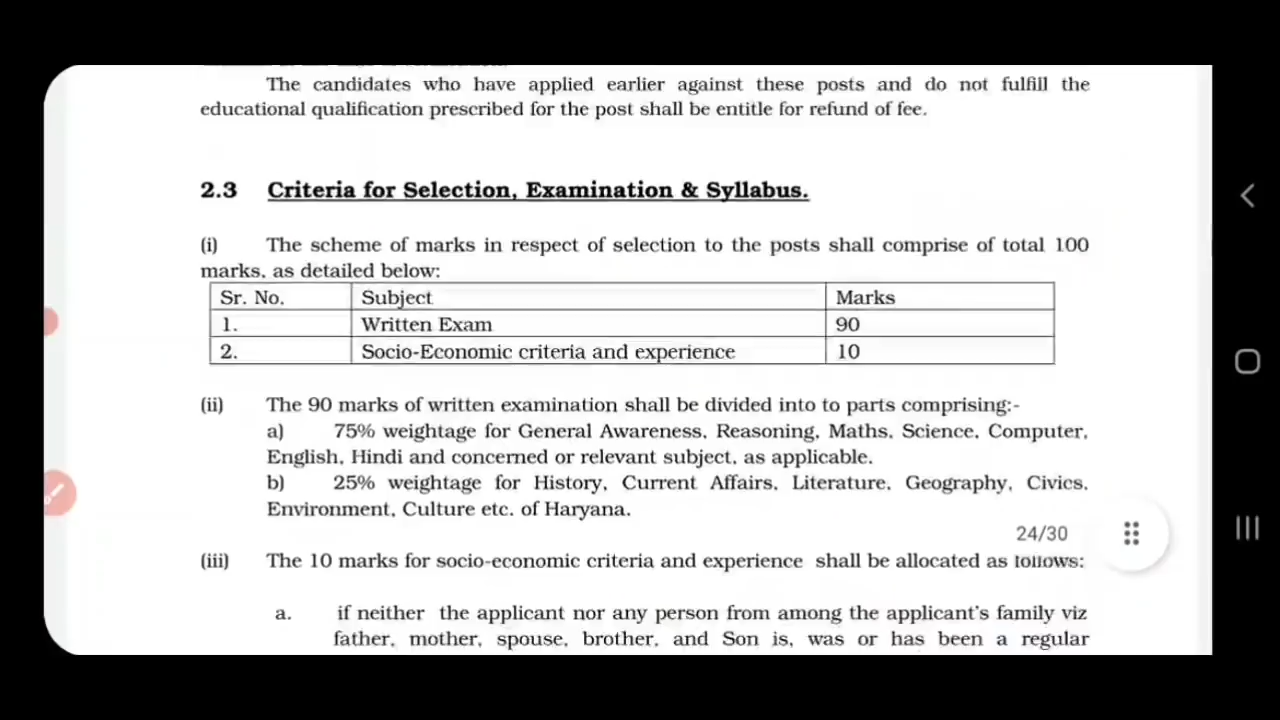 The candidates who have applied earlier against these posts and do not fulfill the
educational qualification prescribed for the post shall be entitle for refund of fee.
2.3 Criteria for Selection, Examination & Syllabus.
(i) The scheme of marks in respect of selection to the posts shall comprise of total 100
marks, as detailed below:
Sr. No. Subject Marks
1. Written Exam 90
2. Socio-Economic criteria and experience 10
(ii) The 90 marks of written examination shall be divided into to parts comprising:-
a) 75% weightage for General Awareness, Reasoning, Maths, Science, Computer,
English, Hindi and concerned or relevant subject, as applicable.
b) 25% weightage for History, Current Affairs, Literature, Geography, Civics,
Environment, Culture etc. of Haryana.
24/30
(iii) The 10 marks for socio-economic criteria and experience shall be allocated as follows:
a. if neither the applicant nor any person from among the applicant's family viz
father, mother, spouse, brother, and Son is, was or has been a regular